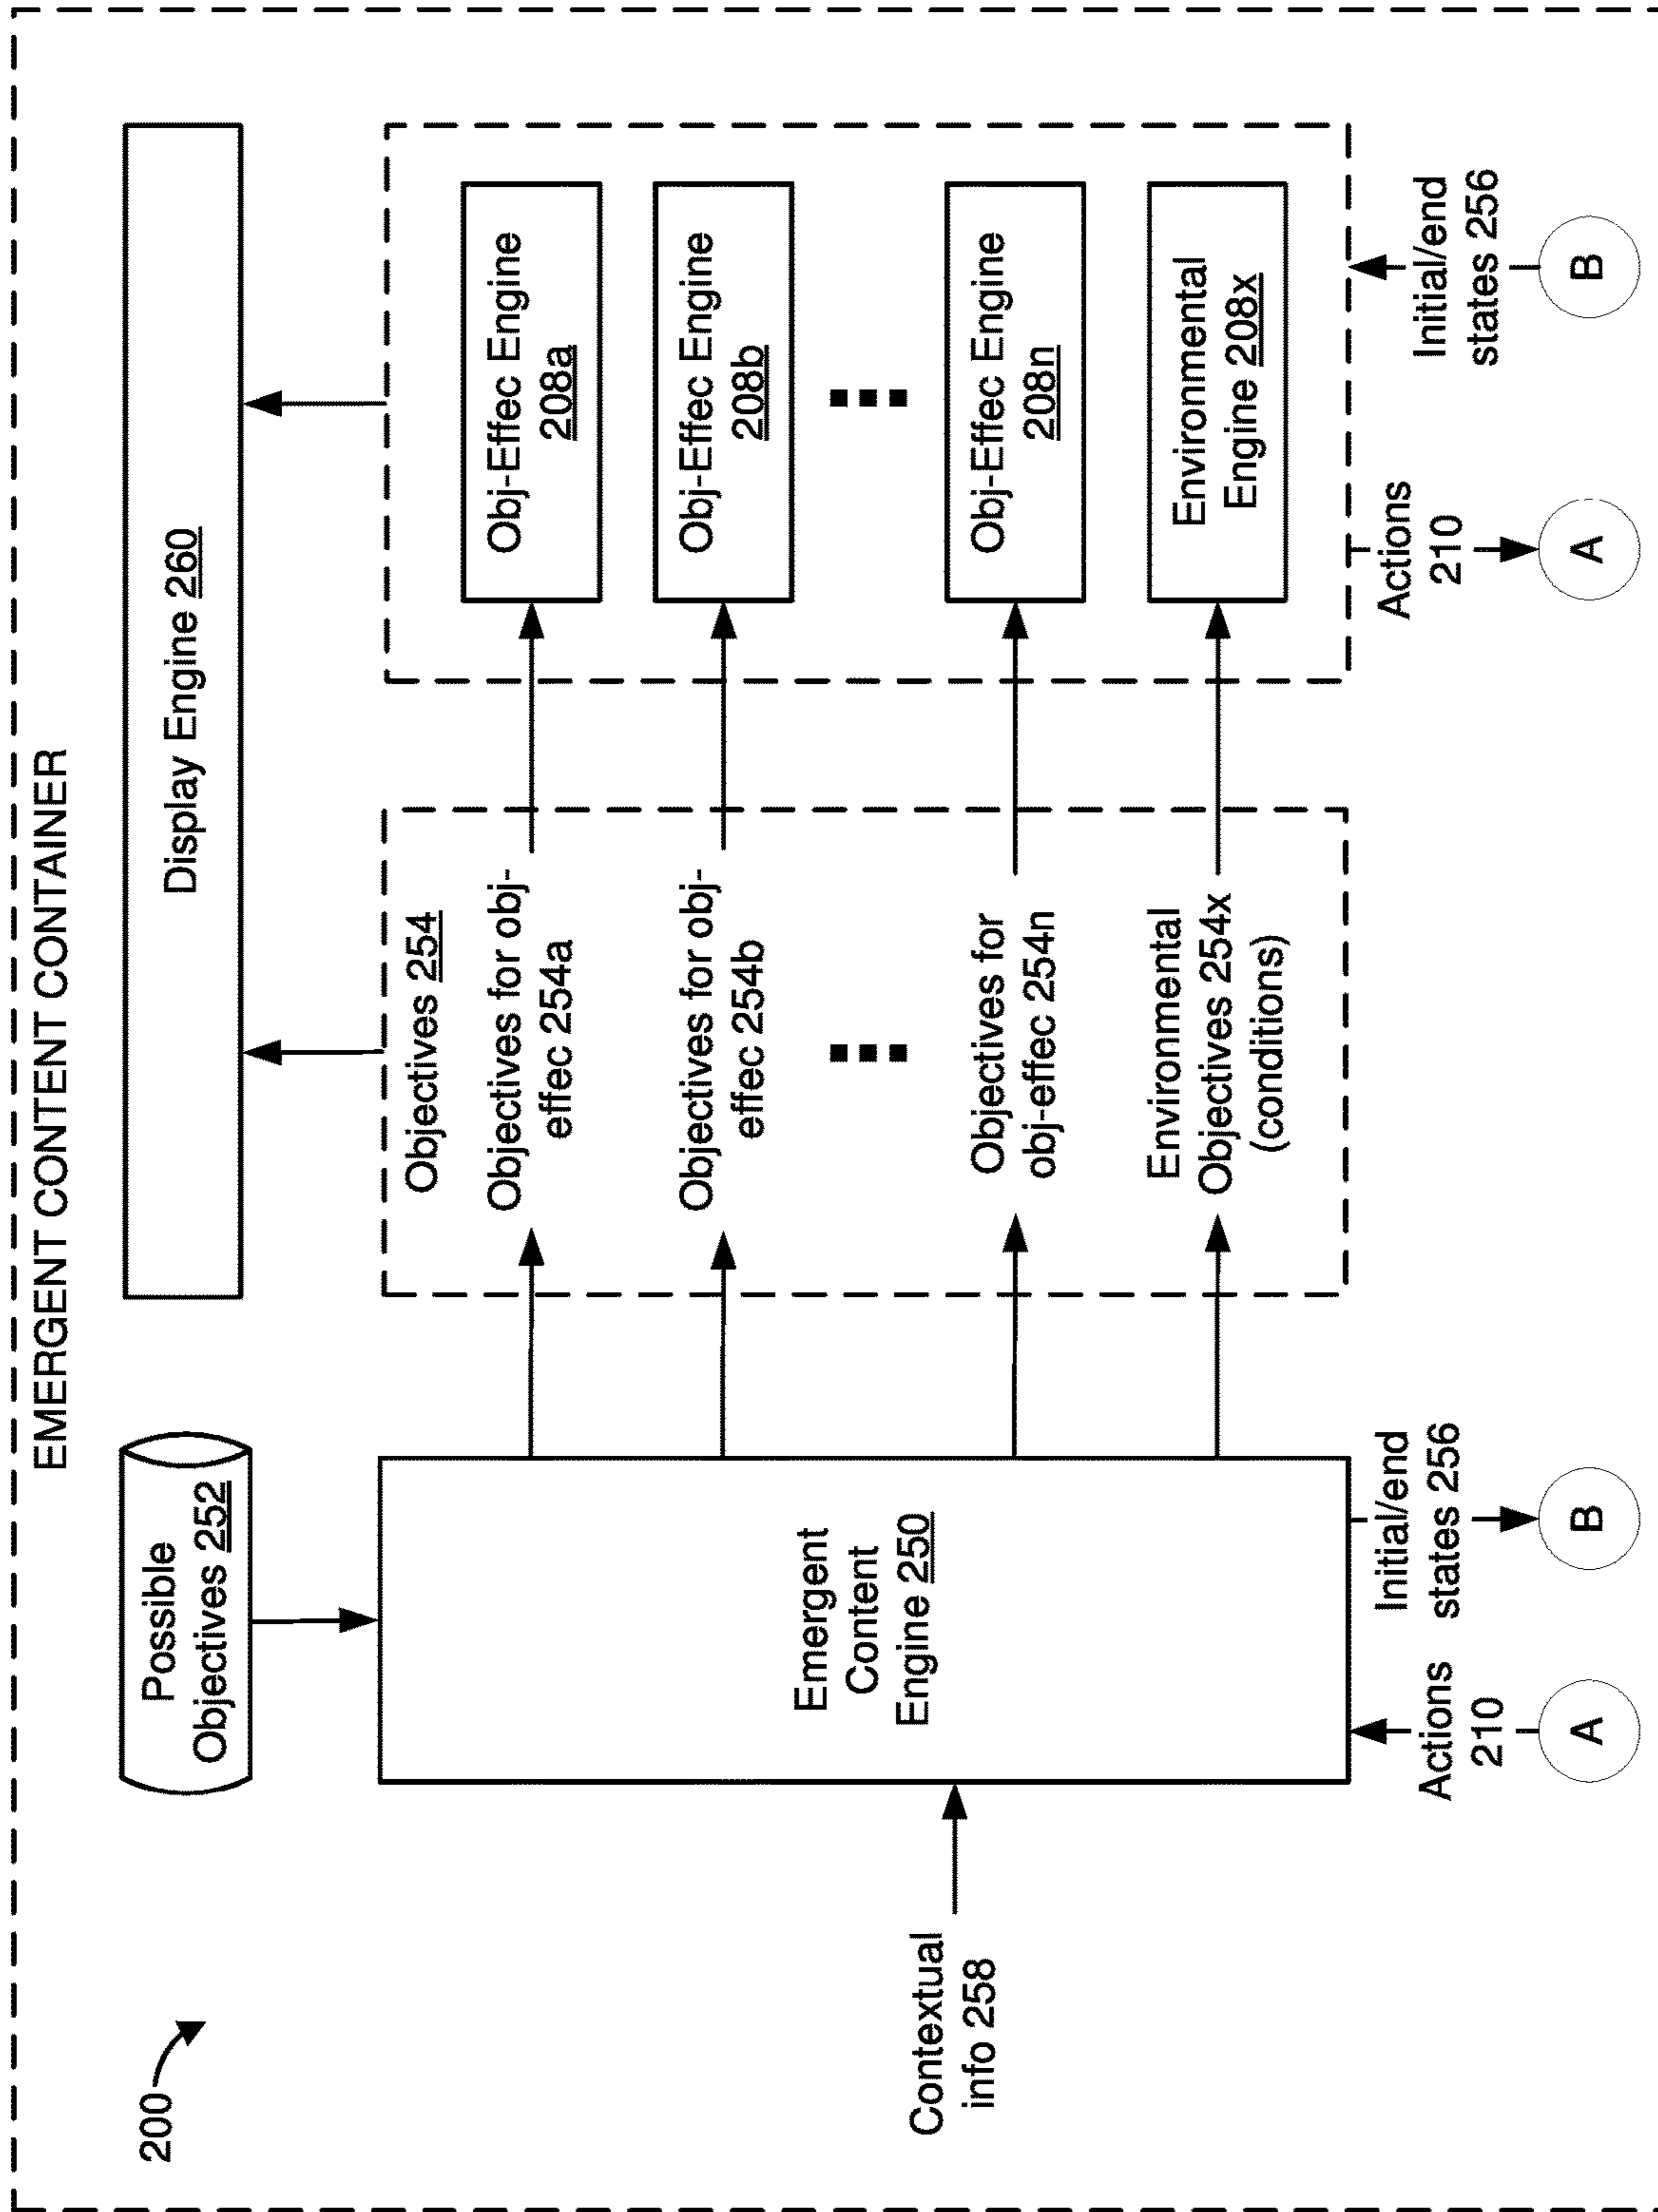 EMERGENT CONTENT CONTAINER
200
Possible
Objectives 252
Display Engine 260
Contextual
info 258
Emergent
Content
Engine 250
Objectives 254
Objectives for obj-
effec 254a
Objectives for obj-
effec 254b
Objectives for
obj-effec 254n
Environmental
Objectives 254x
(conditions)
Obj-Effec Engine
208a
Obj-Effec Engine
208b
Obj-Effec Engine
208n
Environmental
Engine 208x
Actions
210
A
Initial/end
states 256
B
Actions
210
A
Initial/end
states 256
B